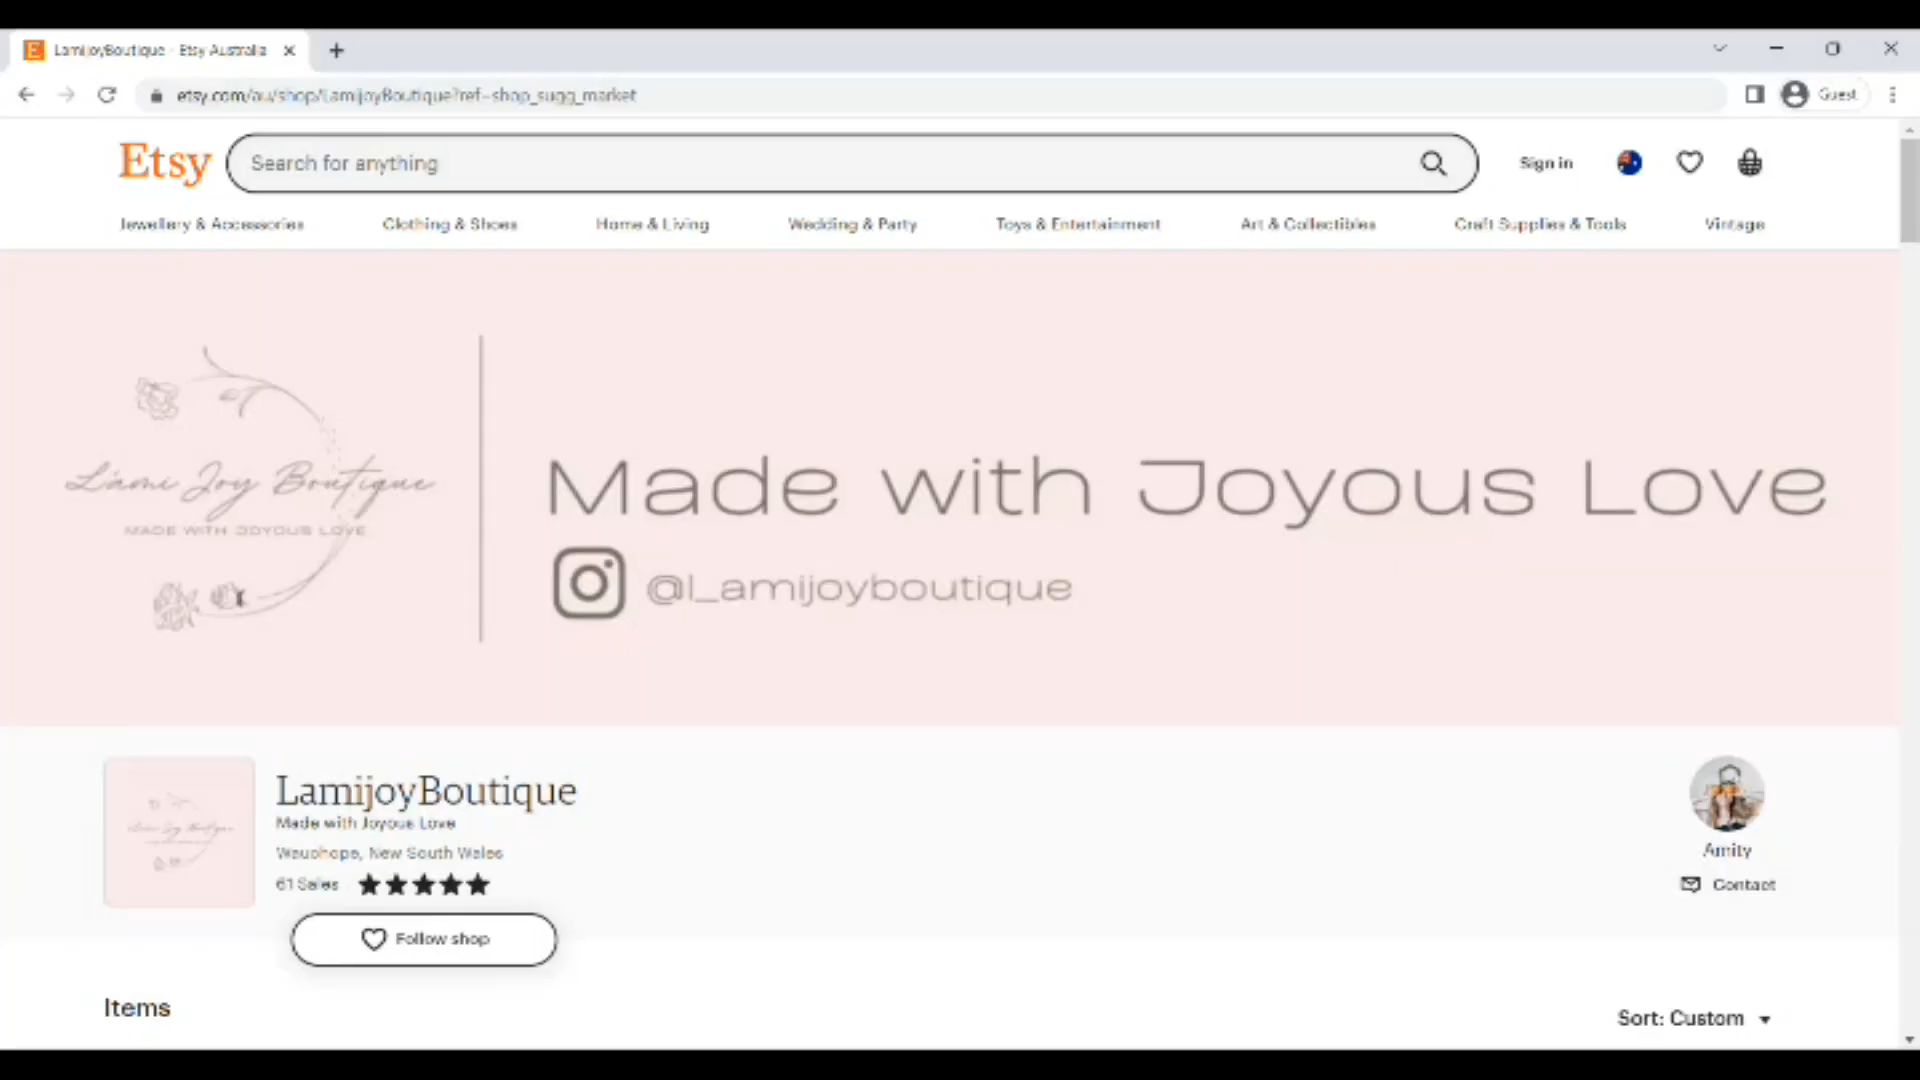 LamijoyBoutique - Etsy Australia
etsy.com/au/shop/LamijoyBoutique?ref=shop_sugg_market
Guest
Etsy
Search for anything
Sign in
Jewellery & Accessories
Clothing & Shoes
Home & Living
Wedding & Party
Toys & Entertainment
Art & Collectibles
Craft Supplies & Tools
Vintage
L'ami Joy Boutique
MADE WITH JOYOUS LOVE
Made with Joyous Love
@l_amijoyboutique
LamijoyBoutique
Made with Joyous Love
Wauchope, New South Wales
61 Sales
Follow shop
Amity
Contact
Items
Sort: Custom